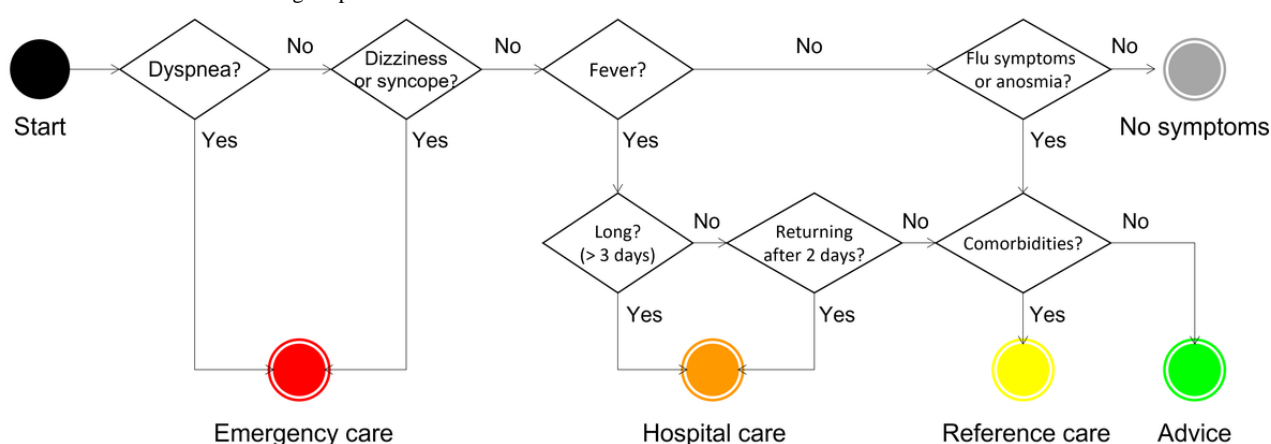 Start
Dyspnea?
No
Yes
Dizziness
or syncope?
No
Yes
Fever?
No
Yes
Flu symptoms
or anosmia?
No
Yes
No symptoms
Long?
(> 3 days)
No
Yes
Returning
after 2 days?
No
Yes
Comorbidities?
No
Yes
Emergency care
Hospital care
Reference care
Advice